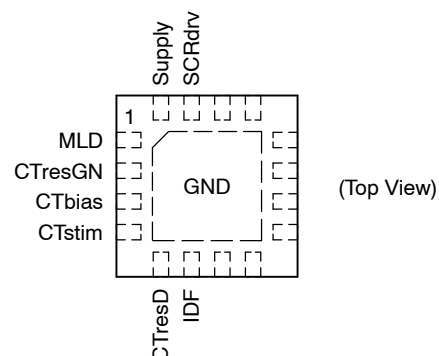 Supply
SCRdrv
1
MLD
CTresGN
CTbias
CTstim
GND
(Top View)
CTresD
IDF